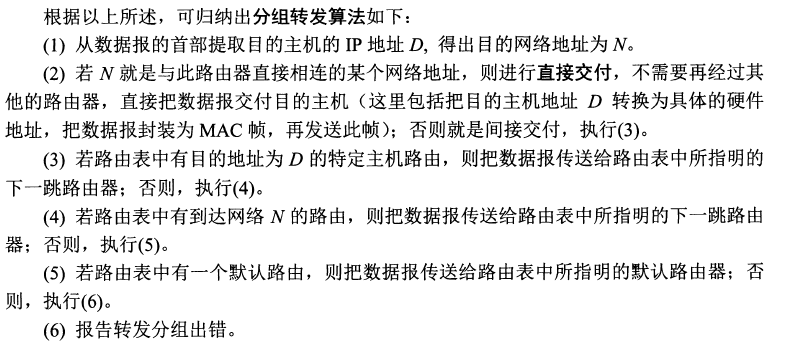 根据以上所述，可归纳出分组转发算法如下：
(1) 从数据报的首部提取目的主机的 IP 地址 D, 得出目的网络地址为 N。
(2) 若 N 就是与此路由器直接相连的某个网络地址，则进行直接交付，不需要再经过其
他的路由器，直接把数据报交付目的主机（这里包括把目的主机地址 D 转换为具体的硬件
地址，把数据报封装为 MAC 帧，再发送此帧）；否则就是间接交付，执行(3)。
(3) 若路由表中有目的地址为 D 的特定主机路由，则把数据报传送给路由表中所指明的
下一跳路由器；否则，执行(4)。
(4) 若路由表中有到达网络 N 的路由，则把数据报传送给路由表中所指明的下一跳路由
器；否则，执行(5)。
(5) 若路由表中有一个默认路由，则把数据报传送给路由表中所指明的默认路由器；否
则，执行(6)。
(6) 报告转发分组出错。